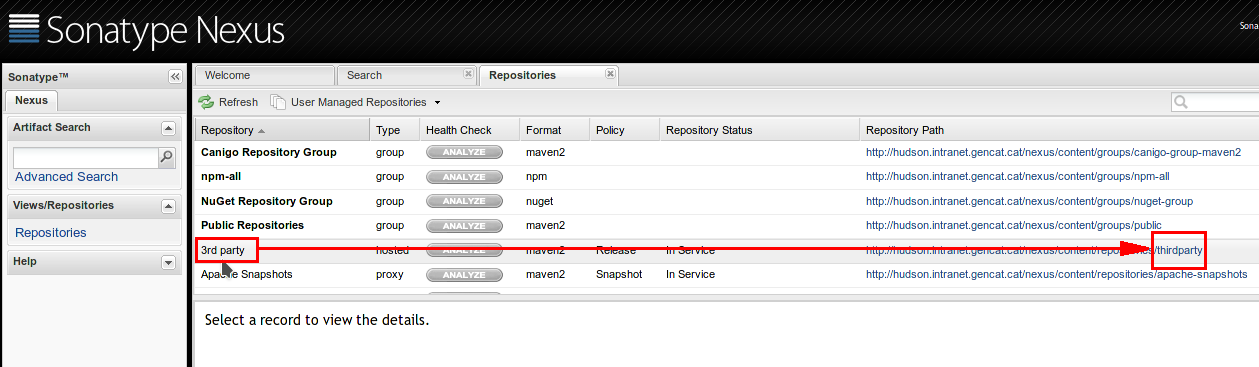 Sonatype Nexus
Sona
Sonatype™
Nexus
Artifact Search
Advanced Search
Views/Repositories
Repositories
Help
Welcome Search Repositories
Refresh User Managed Repositories
Repository Type Health Check Format Policy Repository Status Repository Path
Canigo Repository Group group ANALYZE maven2 http://hudson.intranet.gencat.cat/nexus/content/groups/canigo-group-maven2
npm-all group ANALYZE npm http://hudson.intranet.gencat.cat/nexus/content/groups/npm-all
NuGet Repository Group group ANALYZE nuget http://hudson.intranet.gencat.cat/nexus/content/groups/nuget-group
Public Repositories group ANALYZE maven2 http://hudson.intranet.gencat.cat/nexus/content/groups/public
3rd party hosted ANALYZE maven2 Release In Service http://hudson.intranet.gencat.cat/nexus/content/repositories/thirdparty
Apache Snapshots proxy ANALYZE maven2 Snapshot In Service http://hudson.intranet.gencat.cat/nexus/content/repositories/apache-snapshots
Select a record to view the details.